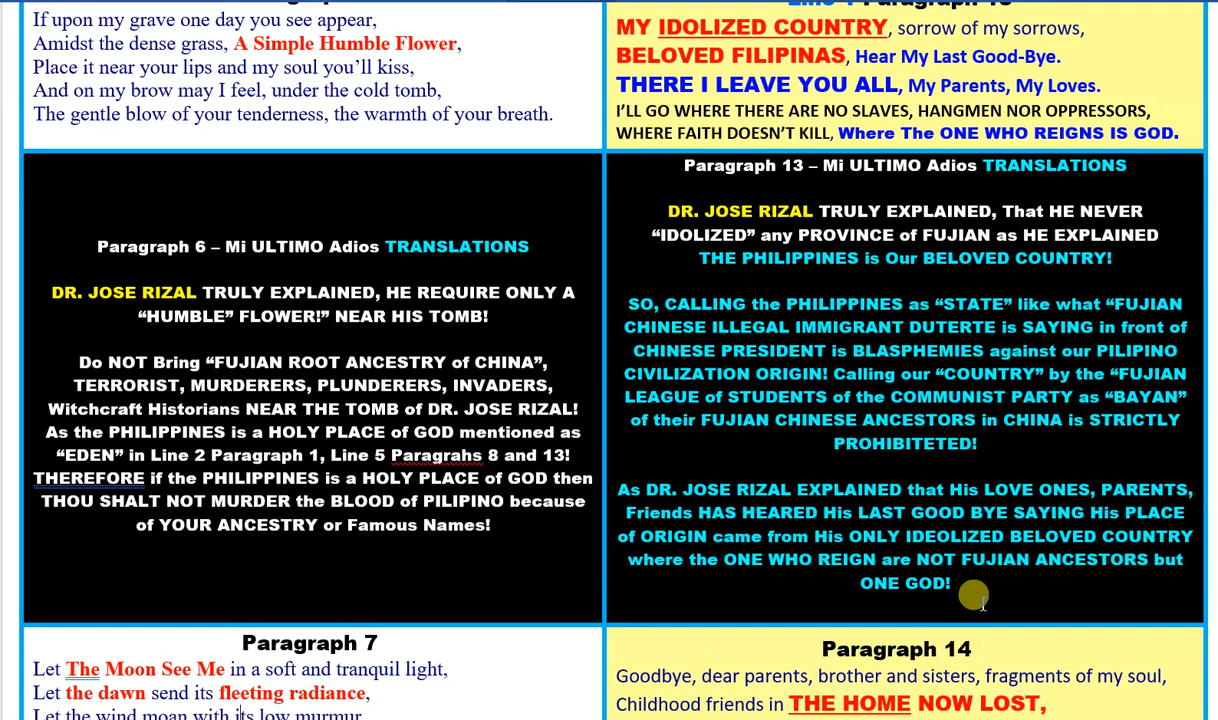 If upon my grave one day you see appear,
Amidst the dense grass, A Simple Humble Flower,
Place it near your lips and my soul you'll kiss,
And on my brow may I feel, under the cold tomb,
The gentle blow of your tenderness, the warmth of your breath.
MY IDOLIZED COUNTRY, sorrow of my sorrows,
BELOVED FILIPINAS, Hear My Last Good-Bye.
THERE I LEAVE YOU ALL, My Parents, My Loves.
I'LL GO WHERE THERE ARE NO SLAVES, HANGMEN NOR OPPRESSORS,
WHERE FAITH DOESN'T KILL, Where The ONE WHO REIGNS IS GOD.
Paragraph 6 – Mi ULTIMO Adios TRANSLATIONS
DR. JOSE RIZAL TRULY EXPLAINED, HE REQUIRE ONLY A
“HUMBLE” FLOWER!” NEAR HIS TOMB!
Do NOT Bring “FUJIAN ROOT ANCESTRY of CHINA”,
TERRORIST, MURDERERS, PLUNDERERS, INVADERS,
Witchcraft Historians NEAR THE TOMB of DR. JOSE RIZAL!
As the PHILIPPINES is a HOLY PLACE of GOD mentioned as
“EDEN” in Line 2 Paragraph 1, Line 5 Paragrahs 8 and 13!
THEREFORE if the PHILIPPINES is a HOLY PLACE of GOD then
THOU SHALT NOT MURDER the BLOOD of PILIPINO because
of YOUR ANCESTRY or Famous Names!
Paragraph 13 – Mi ULTIMO Adios TRANSLATIONS
DR. JOSE RIZAL TRULY EXPLAINED, That HE NEVER
“IDOLIZED” any PROVINCE of FUJIAN as HE EXPLAINED
THE PHILIPPINES is Our BELOVED COUNTRY!
SO, CALLING the PHILIPPINES as “STATE” like what “FUJIAN
CHINESE ILLEGAL IMMIGRANT DUTERTE is SAYING in front of
CHINESE PRESIDENT is BLASPHEMIES against our PILIPINO
CIVILIZATION ORIGIN! Calling our “COUNTRY” by the “FUJIAN
LEAGUE of STUDENTS of the COMMUNIST PARTY as “BAYAN”
of their FUJIAN CHINESE ANCESTORS in CHINA is STRICTLY
PROHIBITETED!
As DR. JOSE RIZAL EXPLAINED that His LOVE ONES, PARENTS,
Friends HAS HEARED His LAST GOOD BYE SAYING His PLACE
of ORIGIN came from His ONLY IDEOLIZED BELOVED COUNTRY
where the ONE WHO REIGN are NOT FUJIAN ANCESTORS but
ONE GOD!
Paragraph 7
Let The Moon See Me in a soft and tranquil light,
Let the dawn send its fleeting radiance,
Let the wind moan with its low murmur
Paragraph 14
Goodbye, dear parents, brother and sisters, fragments of my soul,
Childhood friends in THE HOME NOW LOST,